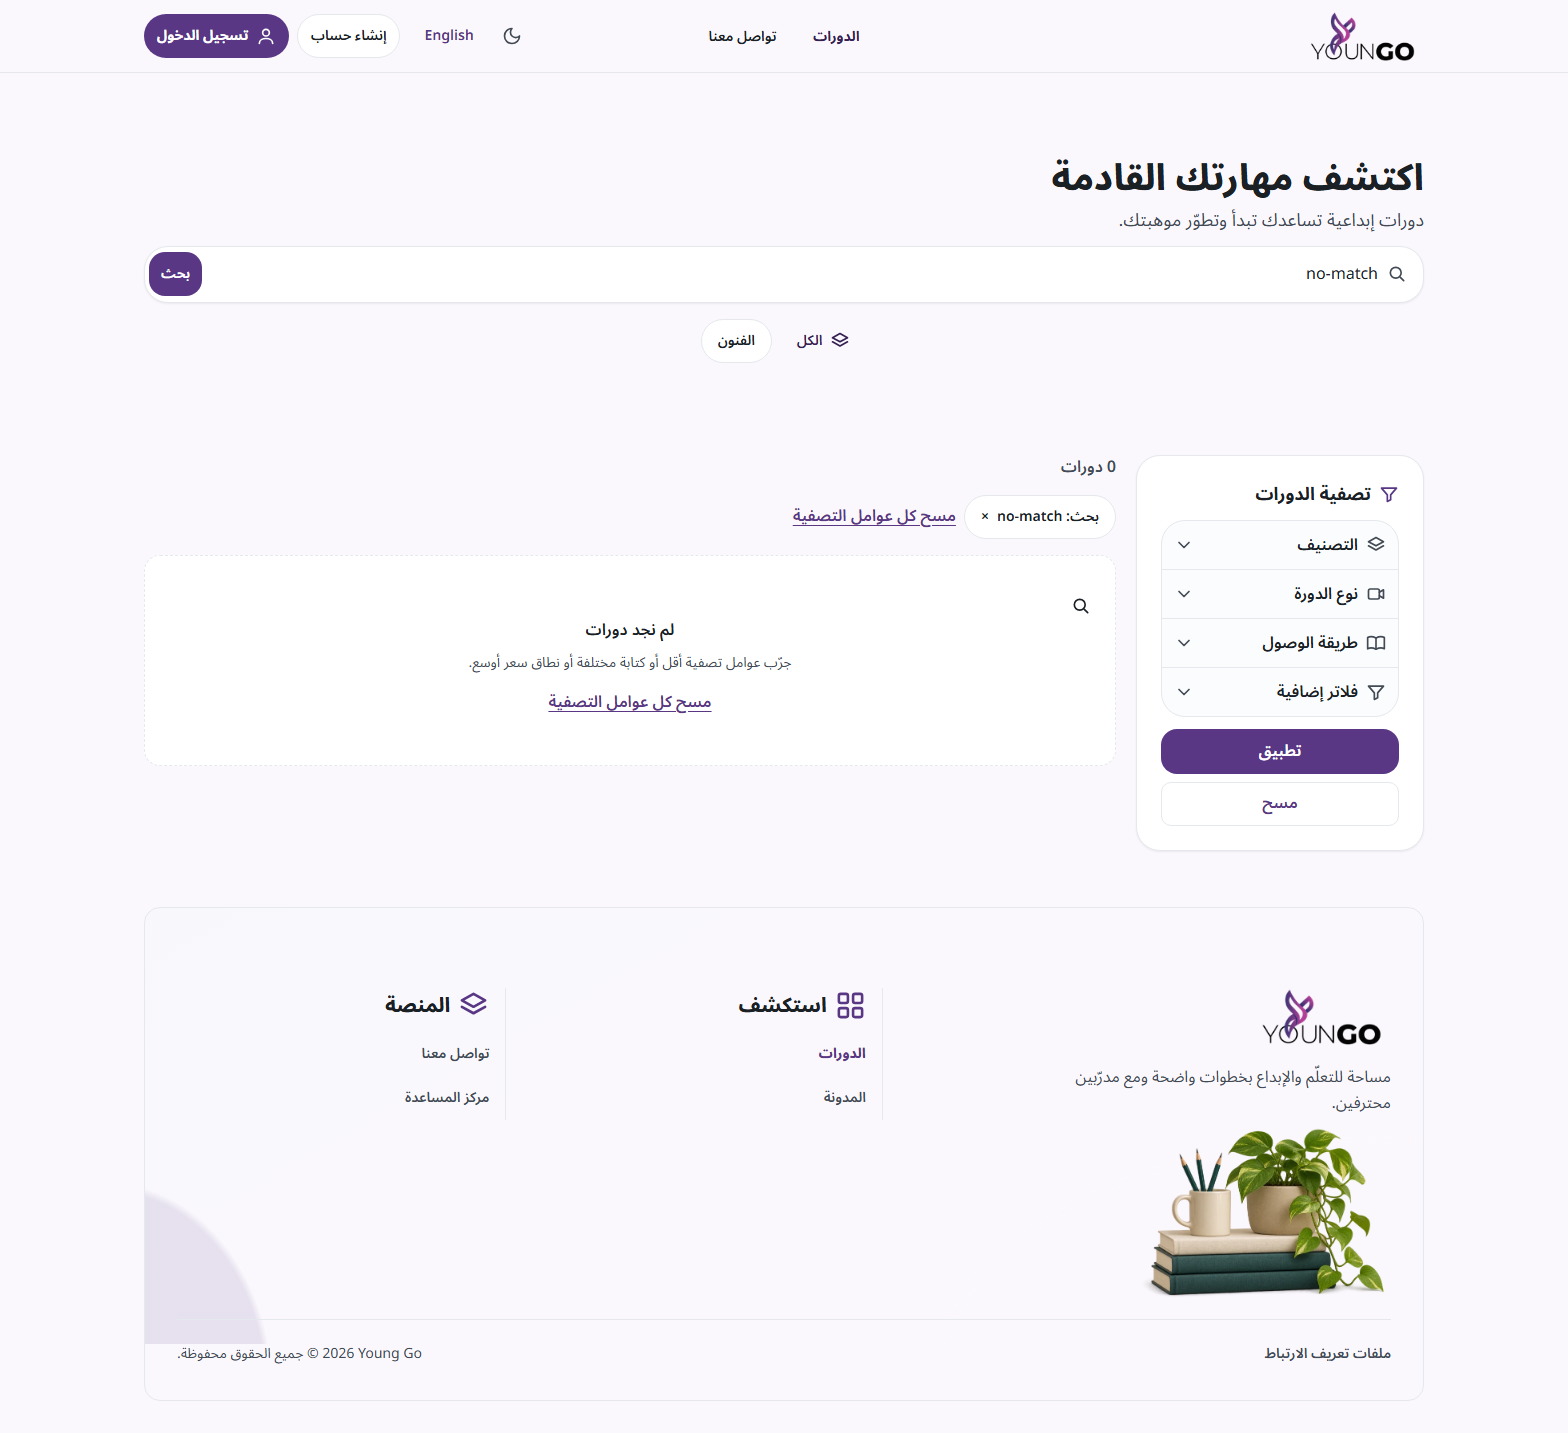 YOUNGO
الدورات
تواصل معنا
English
إنشاء حساب
تسجيل الدخول
اكتشف مهارتك القادمة
دورات إبداعية تساعدك تبدأ وتطوّر موهبتك.
no-match
بحث
الكل
الفنون
تصفية الدورات
التصنيف
نوع الدورة
طريقة الوصول
فلاتر إضافية
تطبيق
مسح
0 دورات
بحث: no-match ×
مسح كل عوامل التصفية
لم نجد دورات
جرّب عوامل تصفية أقل أو كتابة مختلفة أو نطاق سعر أوسع.
مسح كل عوامل التصفية
YOUNGO
مساحة للتعلّم والإبداع بخطوات واضحة ومع مدرّبين
محترفين.
استكشف
الدورات
المدونة
المنصة
تواصل معنا
مركز المساعدة
ملفات تعريف الارتباط
© 2026 Young Go جميع الحقوق محفوظة.